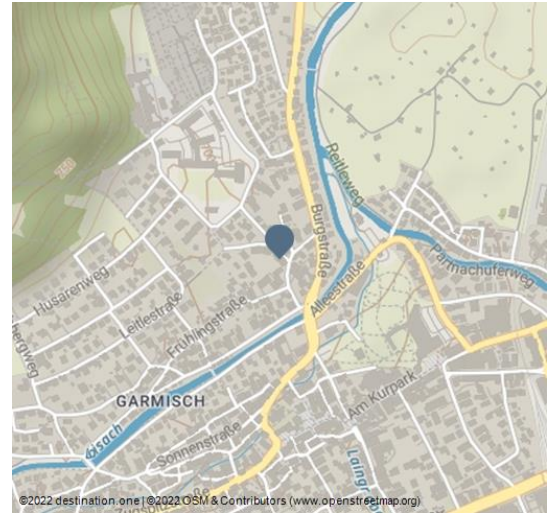 750
Reitleweg
Burgstraße
Partnachuferweg
Alleestraße
Husarenweg
Leitlestraße
Frühlingstraße
GARMISCH
Am Kurpark
Sonnenstraße
©2022 destination.one | ©2022 OSM & Contributors (www.openstreetmap.org)